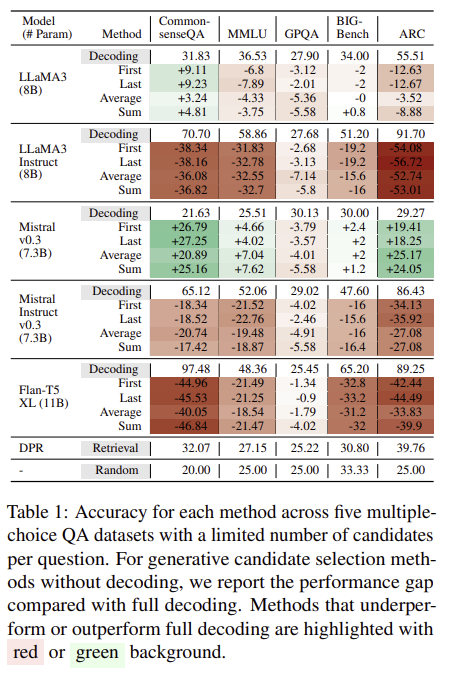 Model Method Common- MMLU GPQA BIG- ARC
(# Param) senseQA Bench
Decoding 31.83 36.53 27.90 34.00 55.51
LLaMA3 First +9.11 -6.8 -3.12 -2 -12.63
(8B) Last +9.23 -7.89 -2.01 -2 -12.67
Average +3.24 -4.33 -5.36 -0 -3.52
Sum +4.81 -3.75 -5.58 +0.8 -8.88
Decoding 70.70 58.86 27.68 51.20 91.70
LLaMA3 First -38.34 -31.83 -2.68 -19.2 -54.08
Instruct Last -38.16 -32.78 -3.13 -19.2 -56.72
(8B) Average -36.08 -32.55 -7.14 -15.6 -52.74
Sum -36.82 -32.7 -5.8 -16 -53.01
Decoding 21.63 25.51 30.13 30.00 29.27
Mistral First +26.79 +4.66 -3.79 +2.4 +19.41
v0.3 Last +27.25 +4.02 -3.57 +2 +18.25
(7.3B) Average +20.89 +7.04 -4.01 +2 +25.17
Sum +25.16 +7.62 -5.58 +1.2 +24.05
Decoding 65.12 52.06 29.02 47.60 86.43
Mistral First -18.34 -21.52 -4.02 -16 -34.13
Instruct Last -18.52 -22.76 -2.46 -15.6 -35.92
v0.3 Average -20.74 -19.48 -4.91 -16 -27.08
(7.3B) Sum -17.42 -18.87 -5.58 -16.4 -27.08
Decoding 97.48 48.36 25.45 65.20 89.25
Flan-T5 First -44.96 -21.49 -1.34 -32.8 -42.44
XL (11B) Last -45.53 -21.25 -0.9 -33.2 -44.49
Average -40.05 -18.54 -1.79 -31.2 -33.83
Sum -46.84 -21.47 -4.02 -32 -39.9
DPR Retrieval 32.07 27.15 25.22 30.80 39.76
- Random 20.00 25.00 25.00 33.33 25.00
Table 1: Accuracy for each method across five multiple-
choice QA datasets with a limited number of candidates
per question. For generative candidate selection meth-
ods without decoding, we report the performance gap
compared with full decoding. Methods that underper-
form or outperform full decoding are highlighted with
red or green background.